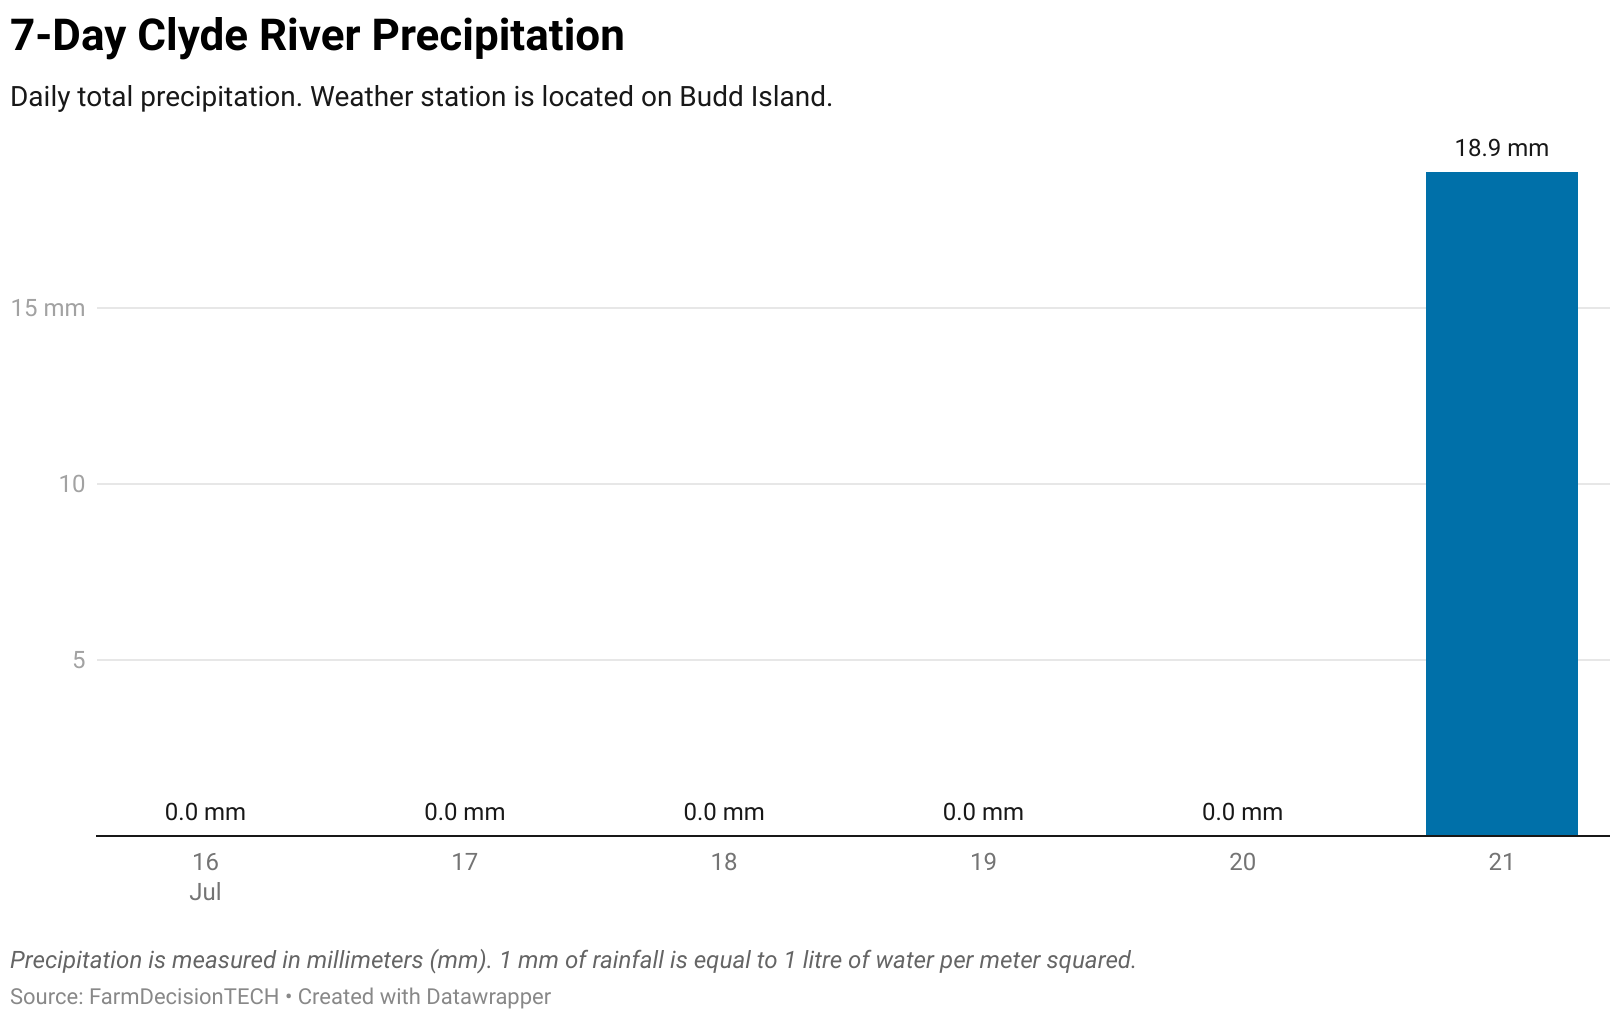 7-Day Clyde River Precipitation
Daily total precipitation. Weather station is located on Budd Island.
18.9 mm
15 mm
10
5
0.0 mm 0.0 mm 0.0 mm 0.0 mm 0.0 mm
16 17 18 19 20 21
Jul
Precipitation is measured in millimeters (mm). 1 mm of rainfall is equal to 1 litre of water per meter squared.
Source: FarmDecisionTECH • Created with Datawrapper